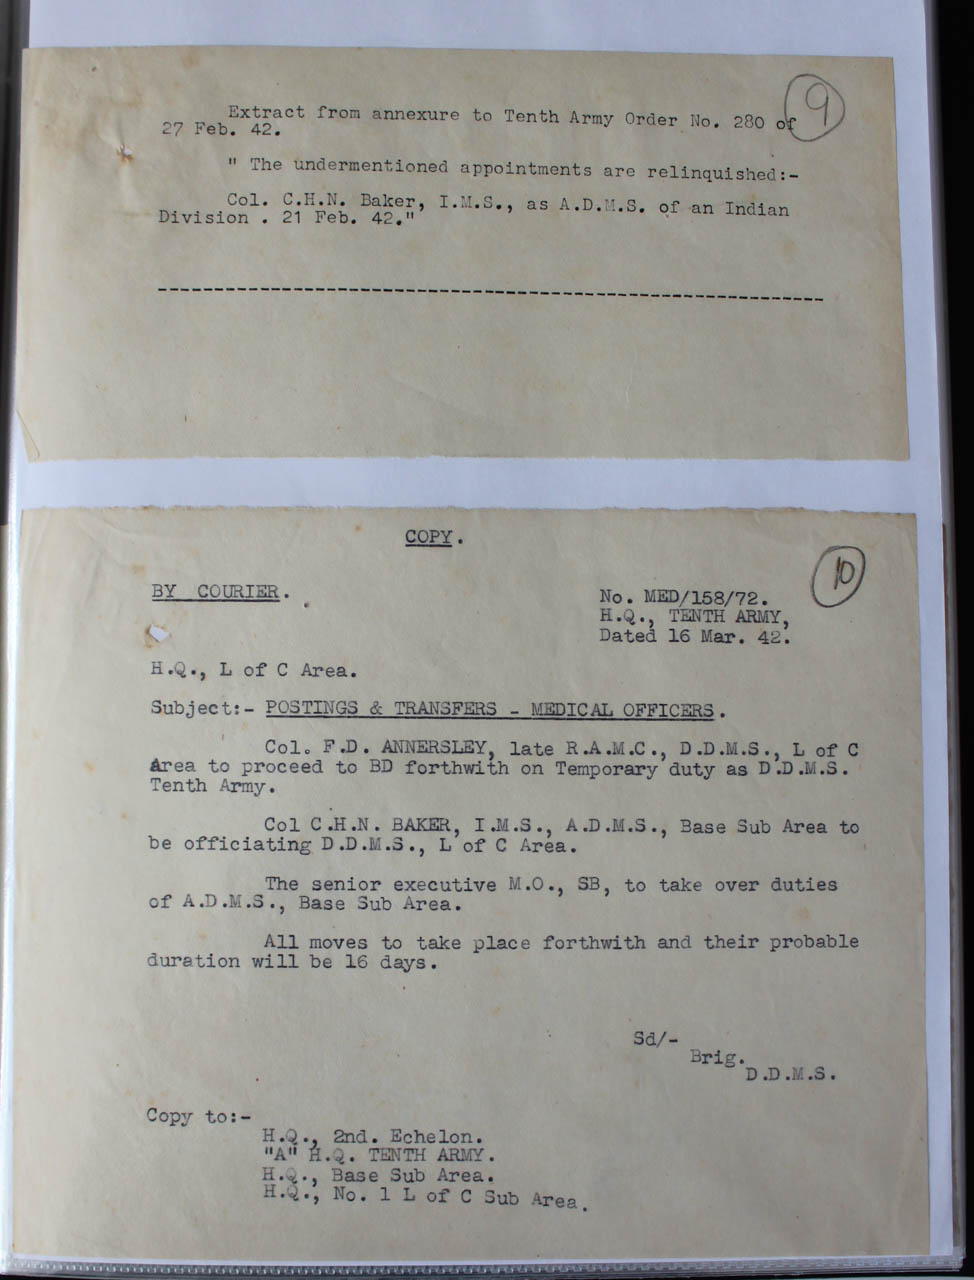 9
Extract from annexure to Tenth Army Order No. 280 of
27 Feb. 42.
" The undermentioned appointments are relinquished:-
Col. C.H.N. Baker, I.M.S., as A.D.M.S. of an Indian
Division . 21 Feb. 42."
COPY.
10
BY COURIER.
No. MED/158/72.
H.Q., TENTH ARMY,
Dated 16 Mar. 42.
H.Q., L of C Area.
Subject:- POSTINGS & TRANSFERS - MEDICAL OFFICERS.
Col. F.D. ANNERSLEY, late R.A.M.C., D.D.M.S., L of C
Area to proceed to BD forthwith on Temporary duty as D.D.M.S.
Tenth Army.
Col C.H.N. BAKER, I.M.S., A.D.M.S., Base Sub Area to
be officiating D.D.M.S., L of C Area.
The senior executive M.O., SB, to take over duties
of A.D.M.S., Base Sub Area.
All moves to take place forthwith and their probable
duration will be 16 days.
Sd/-
Brig.
D.D.M.S.
Copy to:-
H.Q., 2nd. Echelon.
"A" H.Q. TENTH ARMY.
H.Q., Base Sub Area.
H.Q., No. 1 L of C Sub Area.